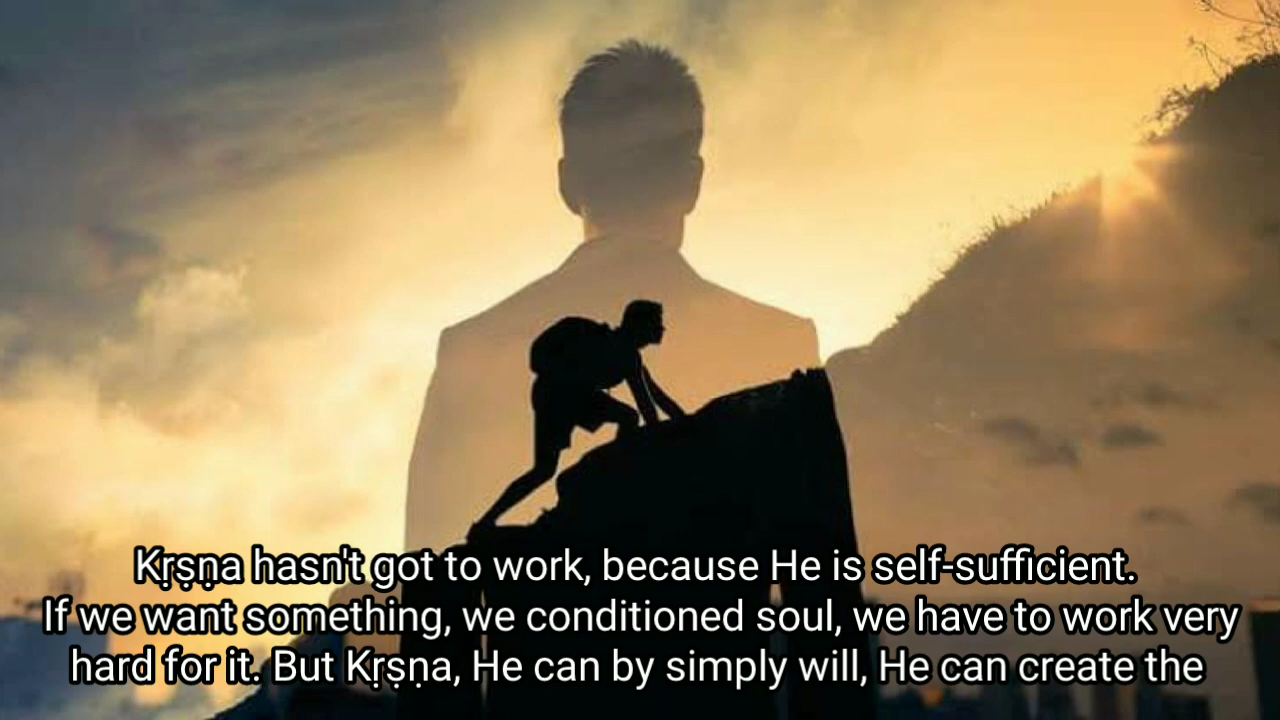 Kṛṣṇa hasn't got to work, because He is self-sufficient.
If we want something, we conditioned soul, we have to work very
hard for it. But Kṛṣṇa, He can by simply will, He can create the